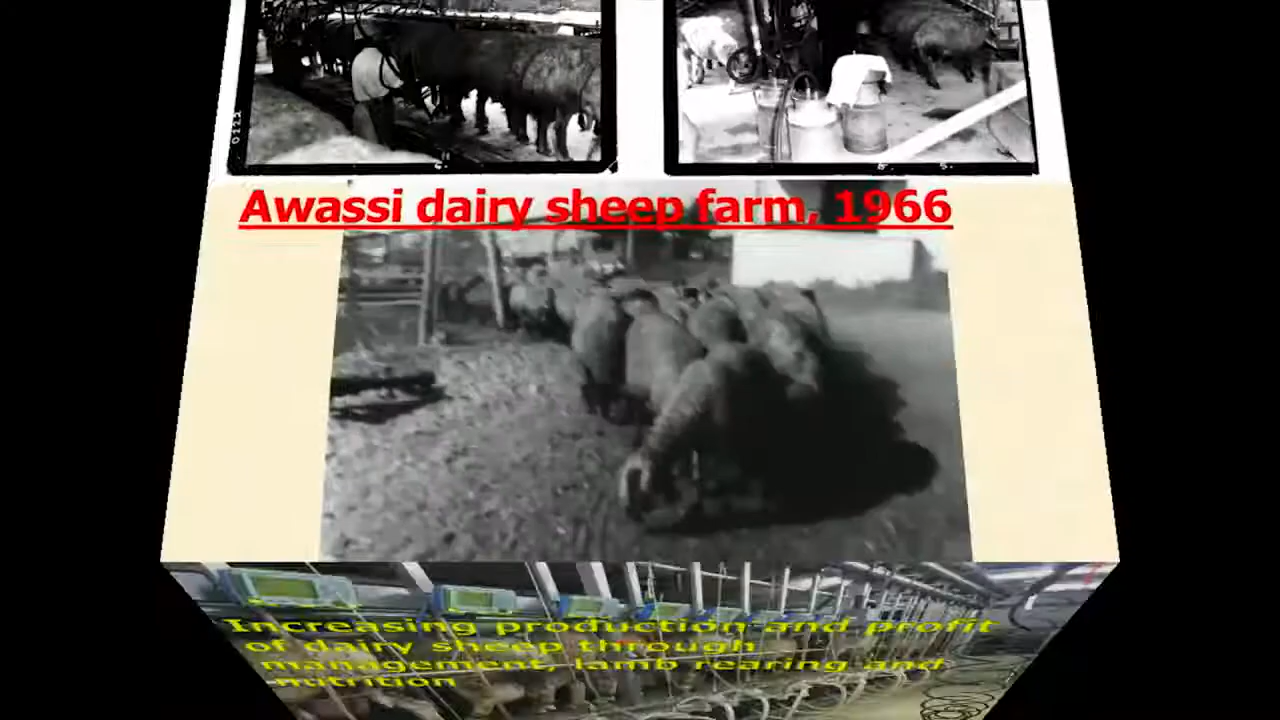 Awassi dairy sheep farm, 1966
Increasing production and profit
of dairy sheep through
management, lamb rearing and
nutrition